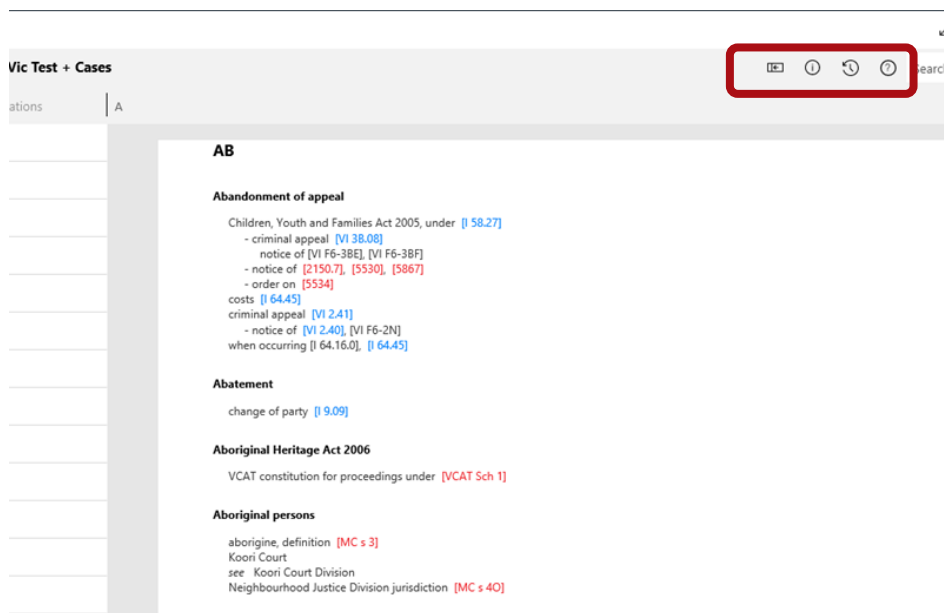 Vic Test + Cases
ations
A
AB
Abandonment of appeal
Children, Youth and Families Act 2005, under [I 58.27]
- criminal appeal [VI 3B.08]
notice of [VI F6-3BE], [VI F6-3BF]
- notice of [2150.7], [5530], [5867]
- order on [5534]
costs [I 64.45]
criminal appeal [VI 2.41]
- notice of [VI 2.40], [VI F6-2N]
when occurring [I 64.16.0], [I 64.45]
Abatement
change of party [I 9.09]
Aboriginal Heritage Act 2006
VCAT constitution for proceedings under [VCAT Sch 1]
Aboriginal persons
aborigine, definition [MC s 3]
Koori Court
see Koori Court Division
Neighbourhood Justice Division jurisdiction [MC s 4O]